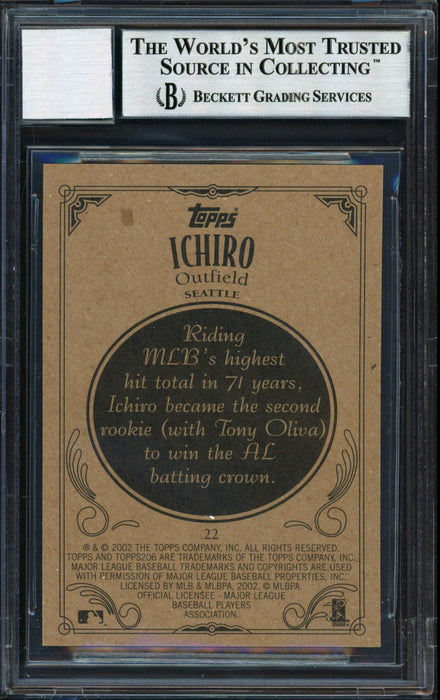 THE WORLD'S MOST TRUSTED
SOURCE IN COLLECTING™
B BECKETT GRADING SERVICES
Topps®
ICHIRO
Outfield
SEATTLE
Riding
MLB's highest
hit total in 71 years,
Ichiro became the second
rookie (with Tony Oliva)
to win the AL
batting crown.
22
® & © 2002 THE TOPPS COMPANY, INC. ALL RIGHTS RESERVED.
TOPPS AND TOPPS206 ARE TRADEMARKS OF THE TOPPS COMPANY, INC.
MAJOR LEAGUE BASEBALL TRADEMARKS AND COPYRIGHTS ARE USED
WITH PERMISSION OF MAJOR LEAGUE BASEBALL PROPERTIES, INC.
LICENSED BY MLB & MLBPA, 2002. © MLBPA.
OFFICIAL LICENSEE - MAJOR LEAGUE
BASEBALL PLAYERS
ASSOCIATION.